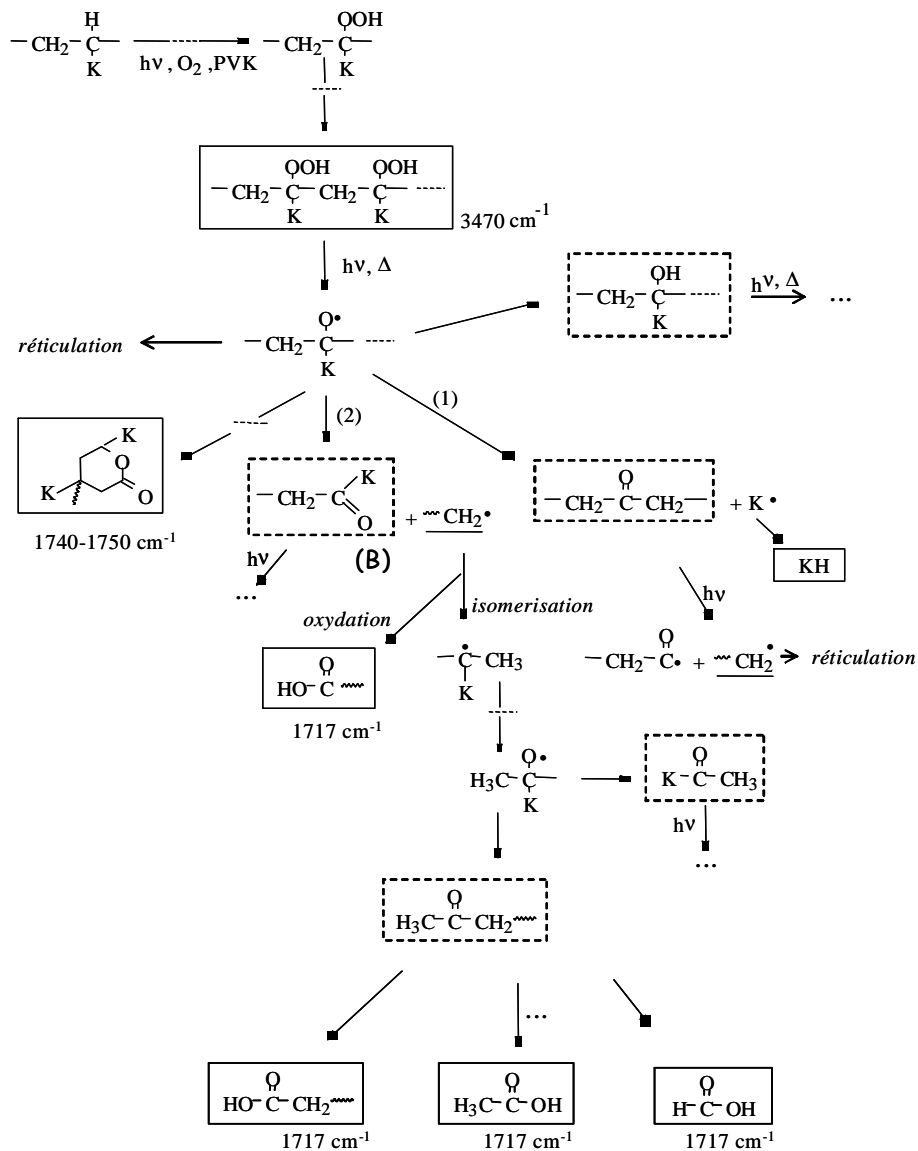 H OOH
—CH2—C— —CH2—C—
K K
hν , O2 ,PVK
OOH OOH
—CH2—C—CH2—C—
K K
3470 cm-1
hν, Δ
OH
—CH2—C—
K
hν, Δ
...
réticulation
O•
—CH2—C—
K
(2)
(1)
K
O
K
O
1740-1750 cm-1
K
—CH2—C
O
+ CH2•
(B)
O
—CH2—C—CH2—
+ K•
KH
hν
...
oxydation
isomerisation
hν
O
HO—C
1717 cm-1
•
—C—CH3
K
O
—CH2—C• + CH2•
réticulation
O•
H3C—C—
K
O
K—C—CH3
hν
...
O
H3C—C—CH2
...
O
HO—C—CH2
1717 cm-1
O
H3C—C—OH
1717 cm-1
O
H—C—OH
1717 cm-1